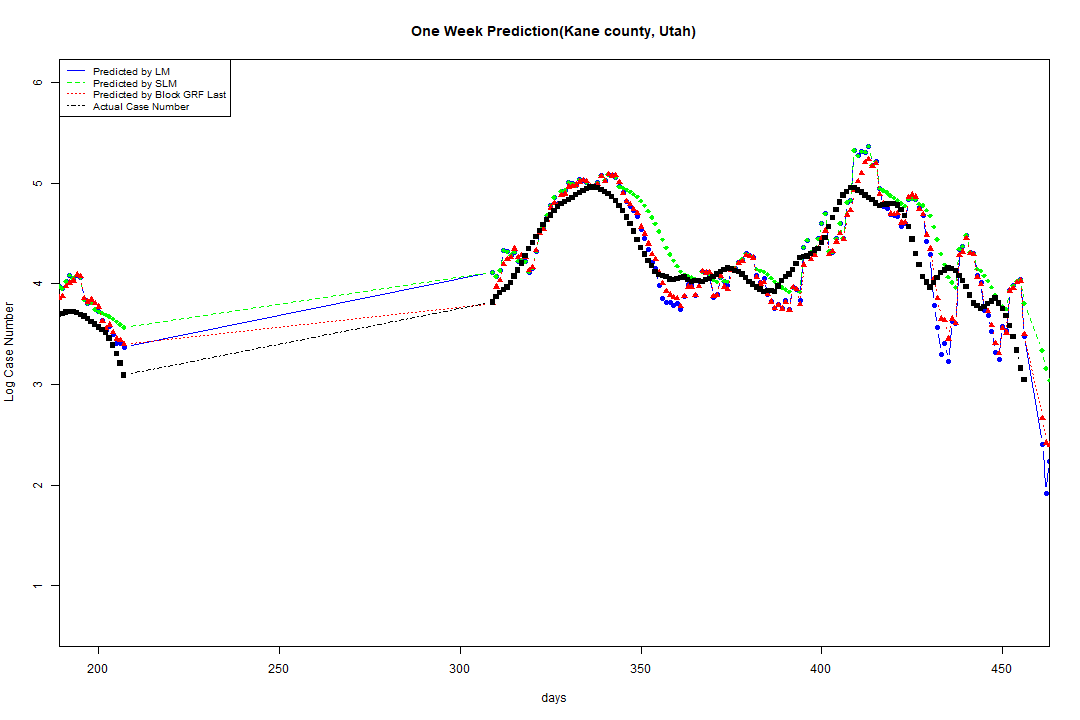 One Week Prediction(Kane county, Utah)
Predicted by LM
Predicted by SLM
Predicted by Block GRF Last
Actual Case Number
6
5
4
3
2
1
Log Case Number
200 250 300 350 400 450
days